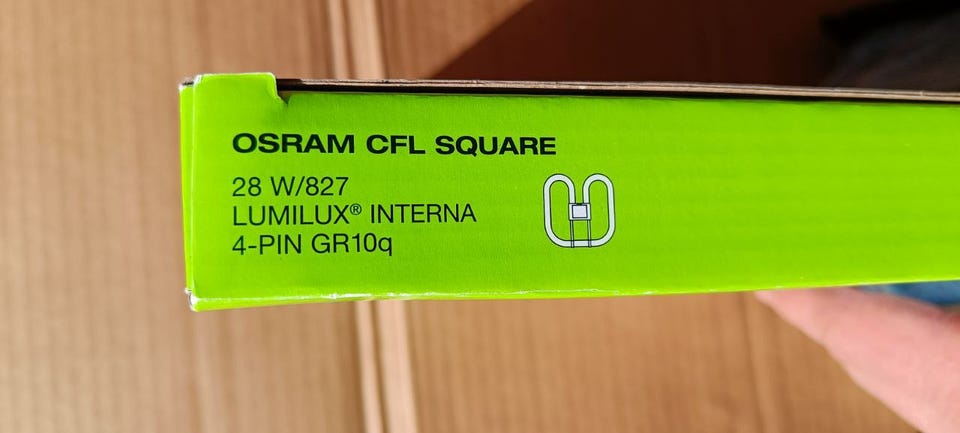 OSRAM CFL SQUARE
28 W/827
LUMILUX® INTERNA
4-PIN GR10q